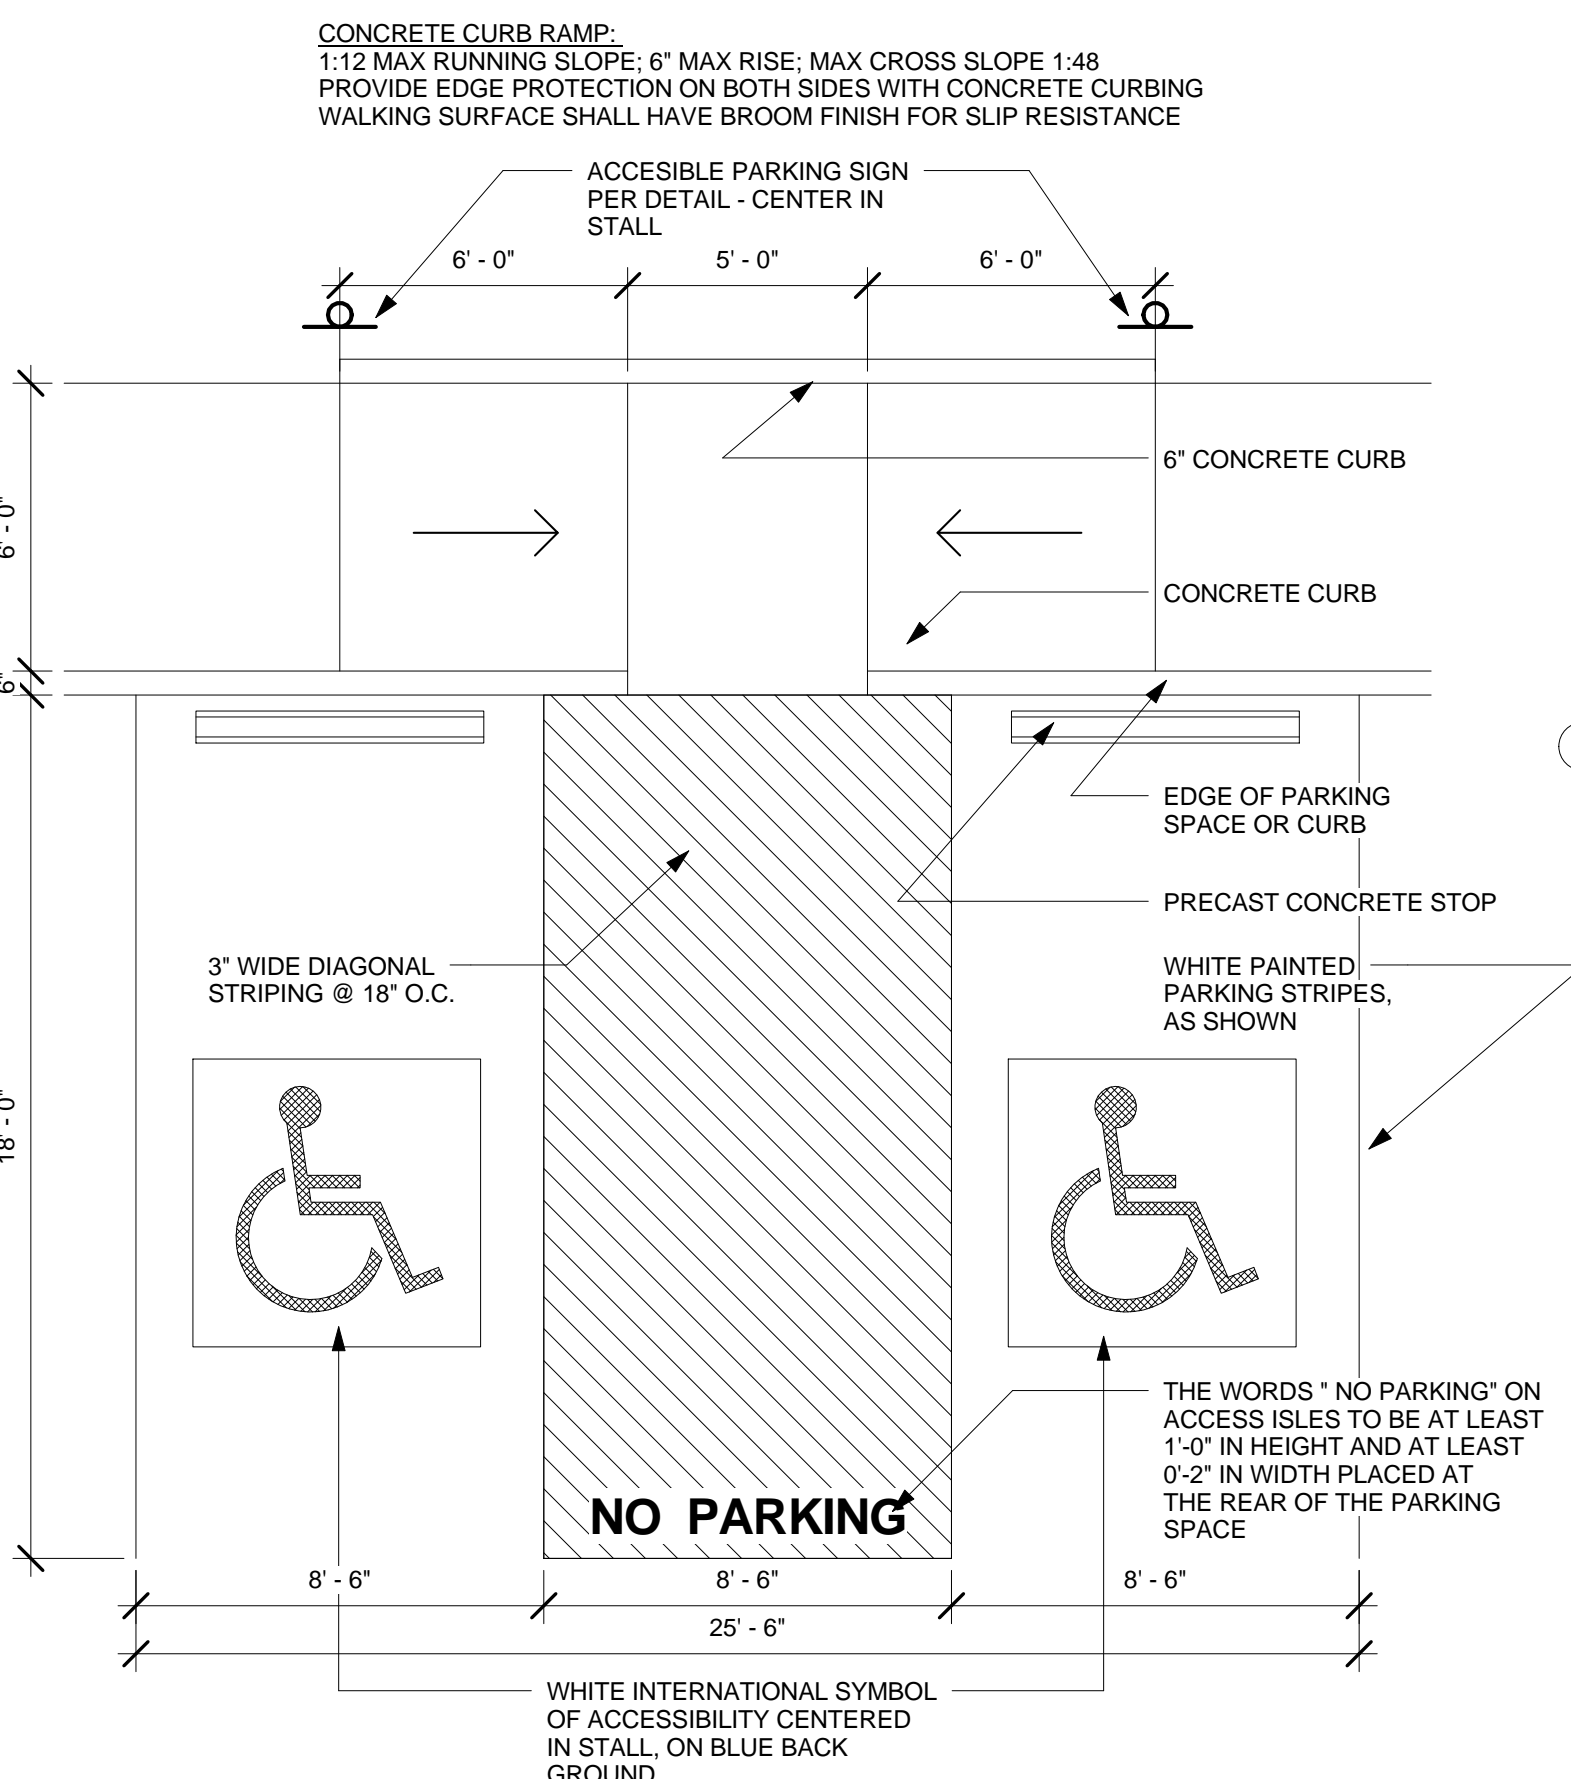 CONCRETE CURB RAMP:
1:12 MAX RUNNING SLOPE; 6" MAX RISE; MAX CROSS SLOPE 1:48
PROVIDE EDGE PROTECTION ON BOTH SIDES WITH CONCRETE CURBING
WALKING SURFACE SHALL HAVE BROOM FINISH FOR SLIP RESISTANCE
ACCESIBLE PARKING SIGN
PER DETAIL - CENTER IN
STALL
6' - 0"
5' - 0"
6' - 0"
6' - 0"
6" CONCRETE CURB
CONCRETE CURB
6"
EDGE OF PARKING
SPACE OR CURB
PRECAST CONCRETE STOP
3" WIDE DIAGONAL
STRIPING @ 18" O.C.
WHITE PAINTED
PARKING STRIPES,
AS SHOWN
18' - 0"
THE WORDS " NO PARKING" ON
ACCESS ISLES TO BE AT LEAST
1'-0" IN HEIGHT AND AT LEAST
0'-2" IN WIDTH PLACED AT
THE REAR OF THE PARKING
SPACE
NO PARKING
8' - 6"
8' - 6"
8' - 6"
25' - 6"
WHITE INTERNATIONAL SYMBOL
OF ACCESSIBILITY CENTERED
IN STALL, ON BLUE BACK
GROUND